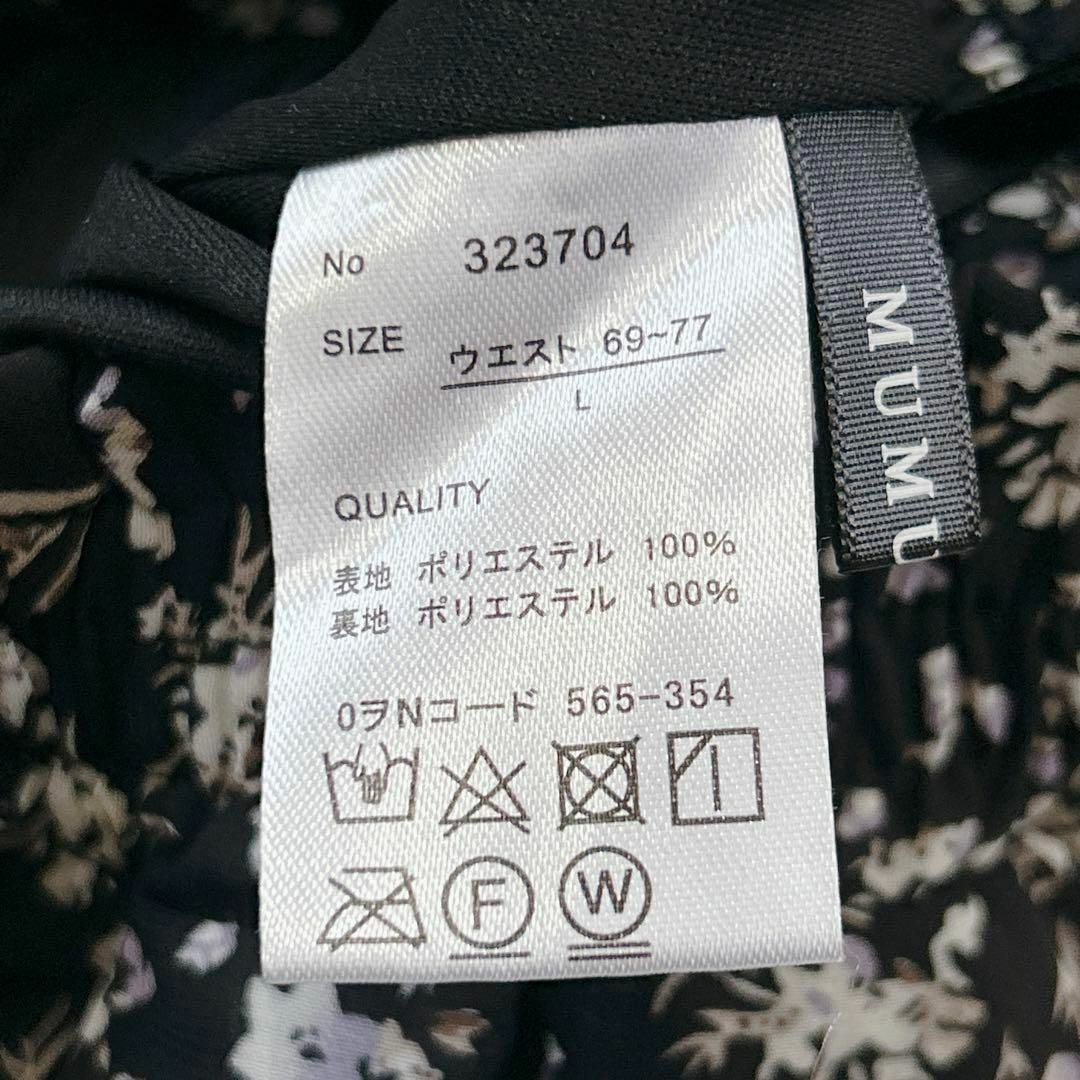 No 323704
SIZE ウエスト 69~77
L
QUALITY
表地 ポリエステル 100%
裏地 ポリエステル 100%
0ヲNコード 565-354
F W
MUMU